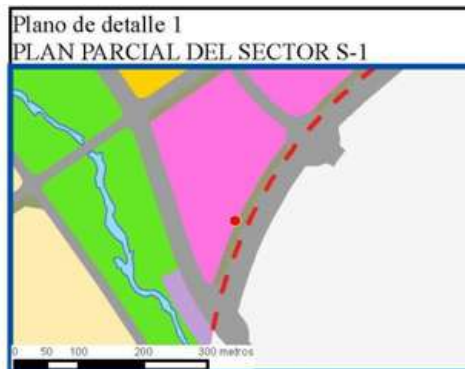 Plano de detalle 1
PLAN PARCIAL DEL SECTOR S-1
0 50 100 200 300 metros